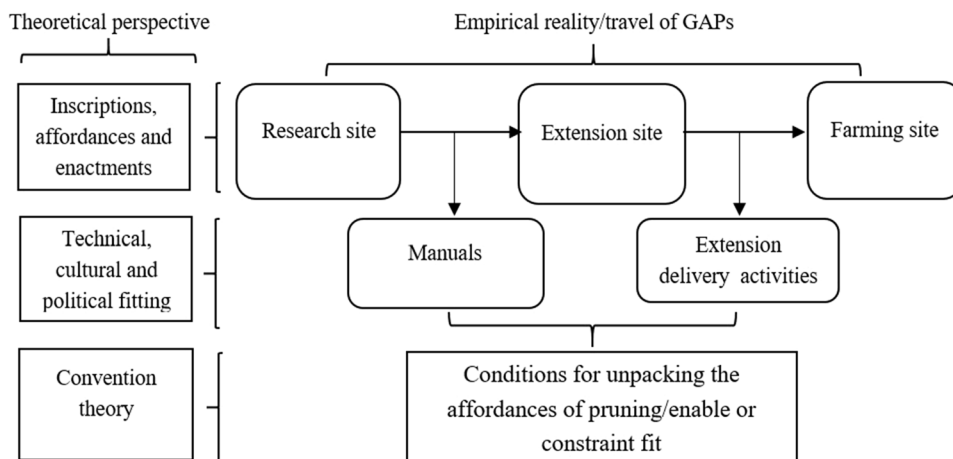 Theoretical perspective
Empirical reality/travel of GAPs
Inscriptions,
affordances and
enactments
Research site
Extension site
Farming site
Technical,
cultural and
political fitting
Manuals
Extension
delivery activities
Convention
theory
Conditions for unpacking the
affordances of pruning/enable or
constraint fit